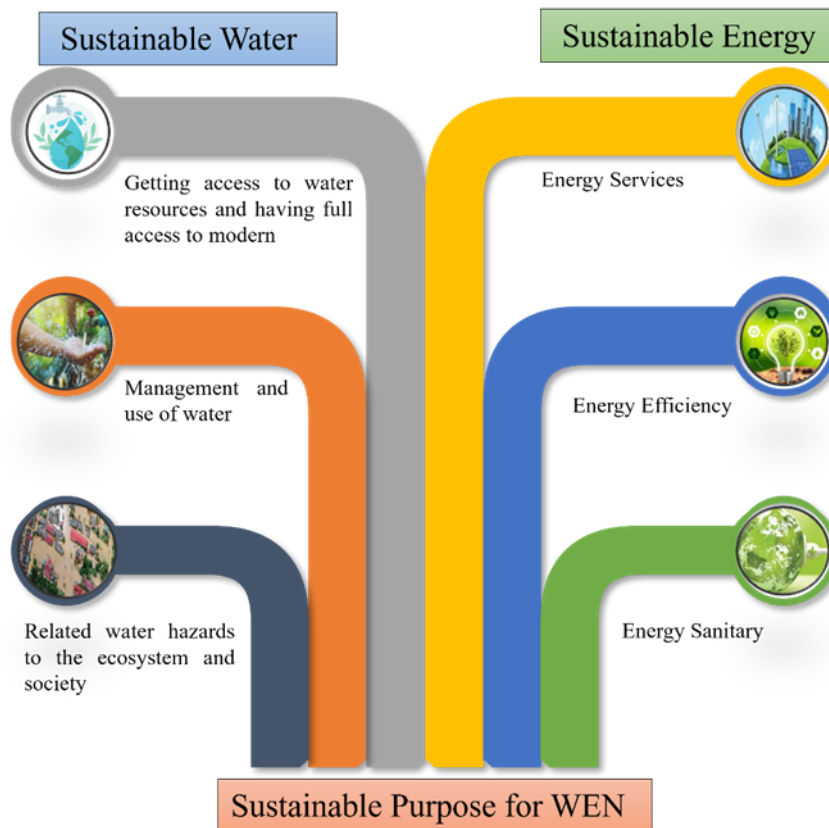 Sustainable Water
Sustainable Energy
Getting access to water
resources and having full
access to modern
Energy Services
Management and
use of water
Energy Efficiency
Related water hazards
to the ecosystem and
society
Energy Sanitary
Sustainable Purpose for WEN